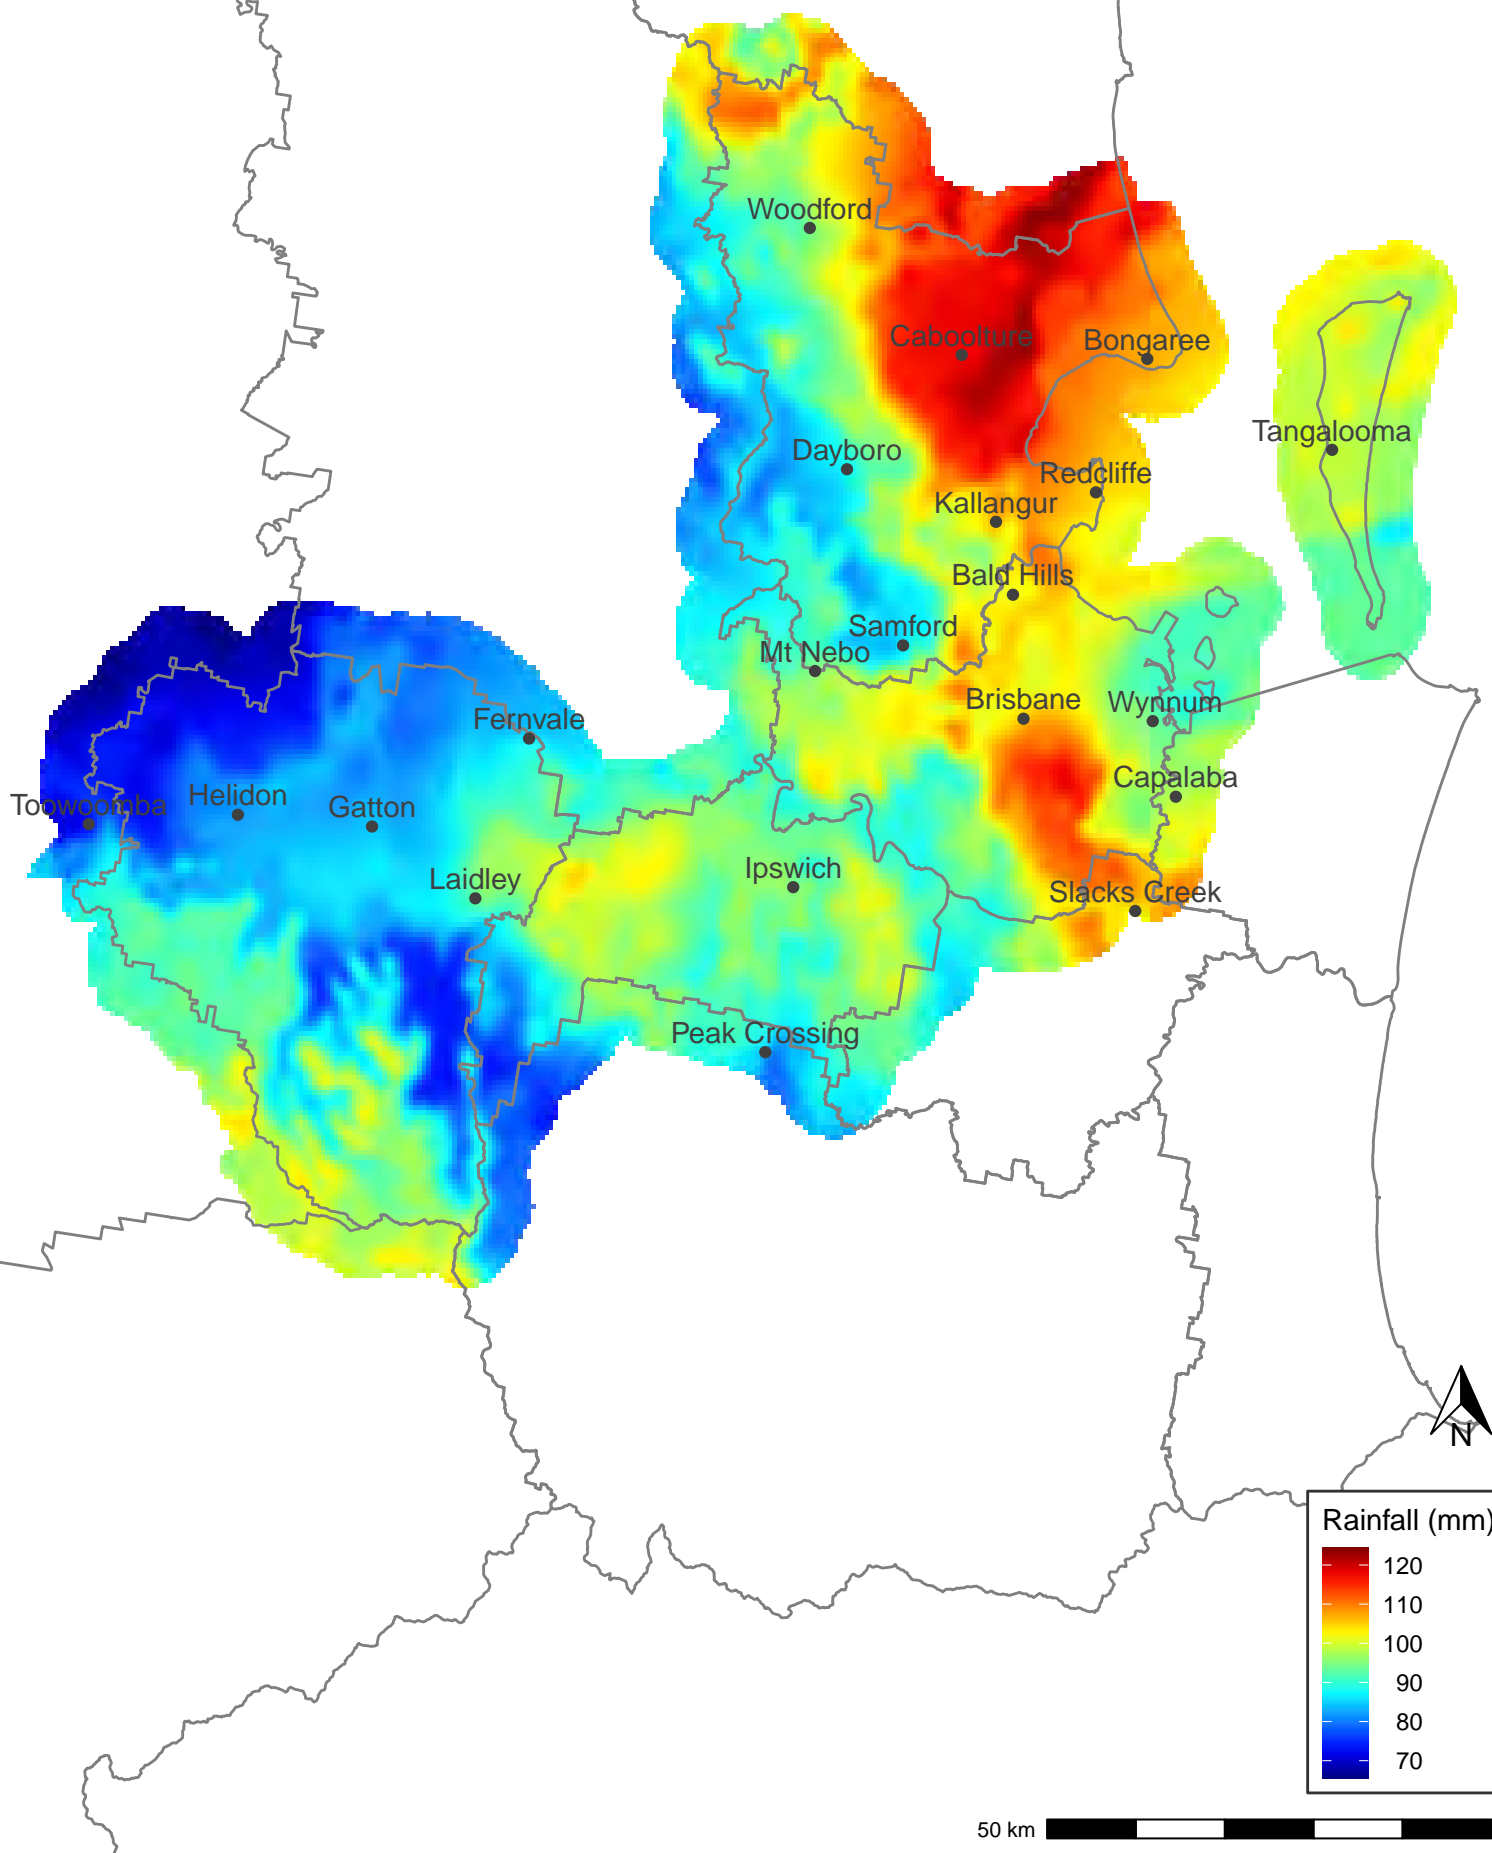 Woodford
Caboolture
Bongaree
Tangalooma
Dayboro
Redcliffe
Kallangur
Bald Hills
Samford
Mt Nebo
Brisbane
Wynnum
Fernvale
Capalaba
Toowoomba
Helidon
Gatton
Ipswich
Laidley
Slacks Creek
Peak Crossing
N
Rainfall (mm)
120
110
100
90
80
70
50 km